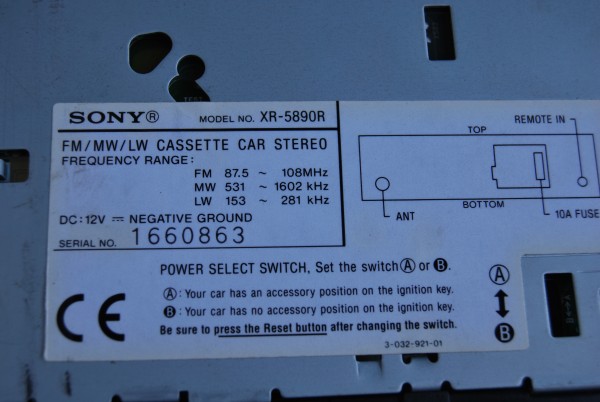 TEST
SONY® MODEL NO. XR-5890R
FM/MW/LW CASSETTE CAR STEREO
FREQUENCY RANGE:
FM 87.5 ~ 108MHz
MW 531 ~ 1602 kHz
LW 153 ~ 281 kHz
DC:12V ⎓ NEGATIVE GROUND
SERIAL NO. 1660863
REMOTE IN
TOP
ANT
BOTTOM
10A FUSE
POWER SELECT SWITCH, Set the switch Ⓐ or Ⓑ.
Ⓐ: Your car has an accessory position on the ignition key.
Ⓑ: Your car has no accessory position on the ignition key.
Be sure to press the Reset button after changing the switch.
3-032-921-01
CE
Ⓐ
Ⓑ